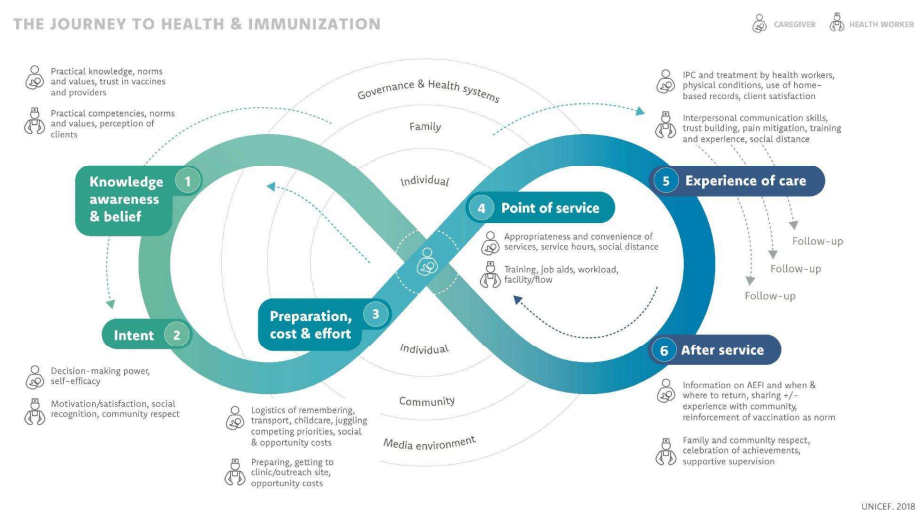 THE JOURNEY TO HEALTH & IMMUNIZATION
CAREGIVER
HEALTH WORKER
Practical knowledge, norms
and values, trust in vaccines
and providers
Practical competencies, norms
and values, perception of
clients
Governance & Health systems
Family
Individual
IPC and treatment by health workers,
physical conditions, use of home-
based records, client satisfaction
Interpersonal communication skills,
trust building, pain mitigation, training
and experience, social distance
Knowledge
awareness
& belief
1
4 Point of service
Appropriateness and convenience of
services, service hours, social distance
Training, job aids, workload,
facility/flow
5 Experience of care
Follow-up
Follow-up
Follow-up
Preparation,
cost & effort
3
Intent 2
6 After service
Individual
Community
Media environment
Decision-making power,
self-efficacy
Motivation/satisfaction, social
recognition, community respect
Logistics of remembering,
transport, childcare, juggling
competing priorities, social
& opportunity costs
Preparing, getting to
clinic/outreach site,
opportunity costs
Information on AEFI and when &
where to return, sharing +/-
experience with community,
reinforcement of vaccination as norm
Family and community respect,
celebration of achievements,
supportive supervision
UNICEF, 2018